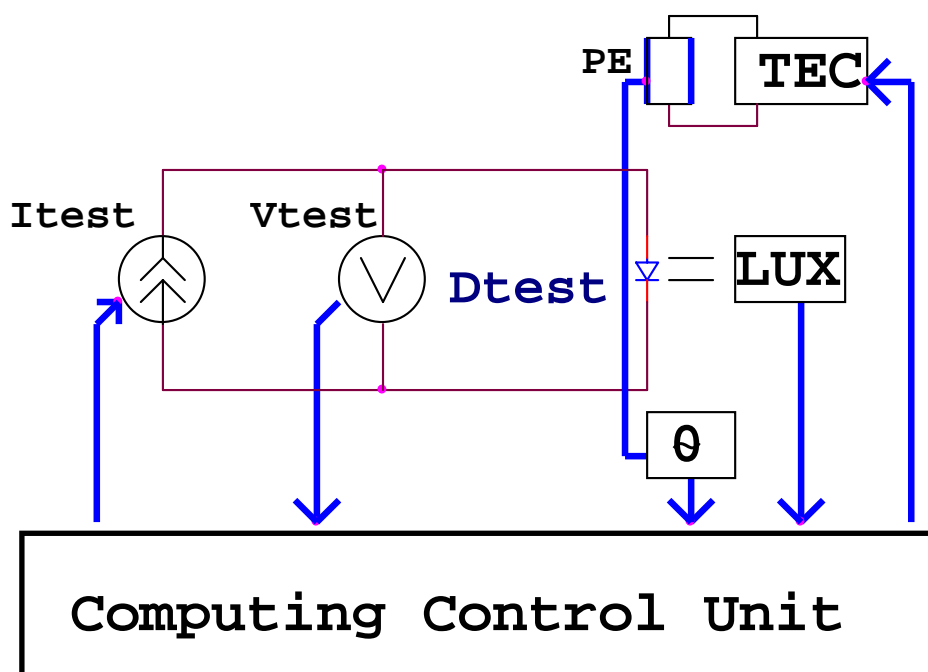 PE
TEC
Itest
Vtest
Dtest
LUX
θ
Computing Control Unit